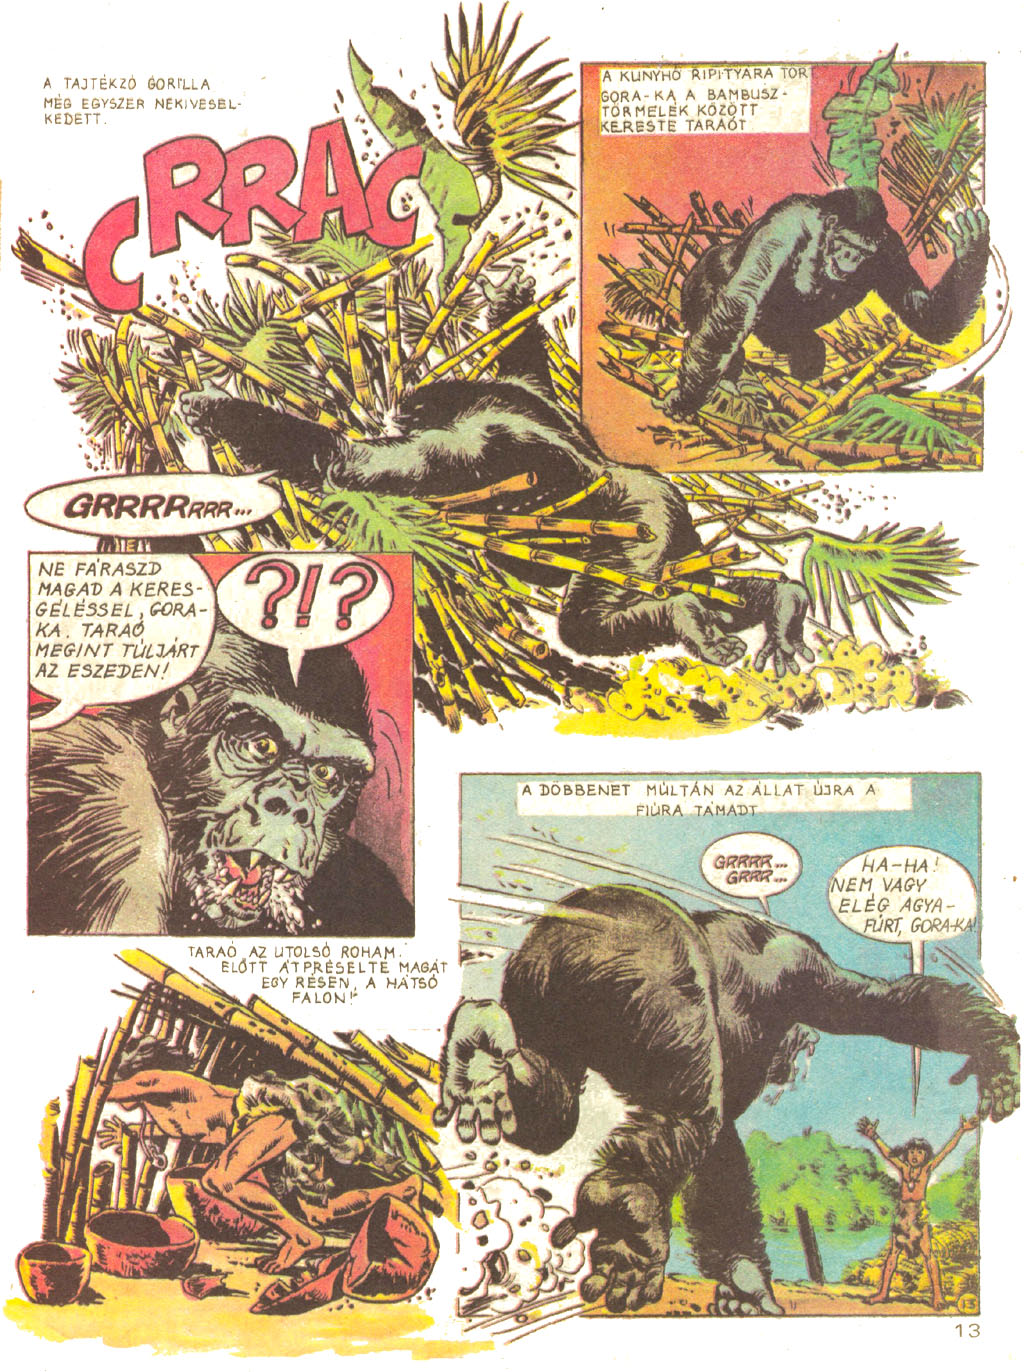 A TAJTÉKZÓ GORILLA
MÉG EGYSZER NEKIVESEL-
KEDETT.
CRRAC
A KUNYHÓ RIPITYÁRA TÖR
GORA-KA A BAMBUSZ-
TÖRMELÉK KÖZÖTT
KERESTE TARAÓT
GRRRRRRR...
NE FÁRASZD
MAGAD A KERES-
GÉLÉSSEL, GORA-
KA. TARAÓ
MEGINT TÚLJÁRT
AZ ESZEDEN!
?!?
TARAÓ AZ UTOLSÓ ROHAM
ELŐTT ÁTPRÉSELTE MAGÁT
EGY RÉSEN, A HÁTSÓ
FALON!
A DÖBBENET MÚLTÁN AZ ÁLLAT ÚJRA A
FIÚRA TÁMADT
GRRRR...
GRRR...
HA-HA!
NEM VAGY
ELÉG AGYA-
FÚRT, GORA-KA!
13
13